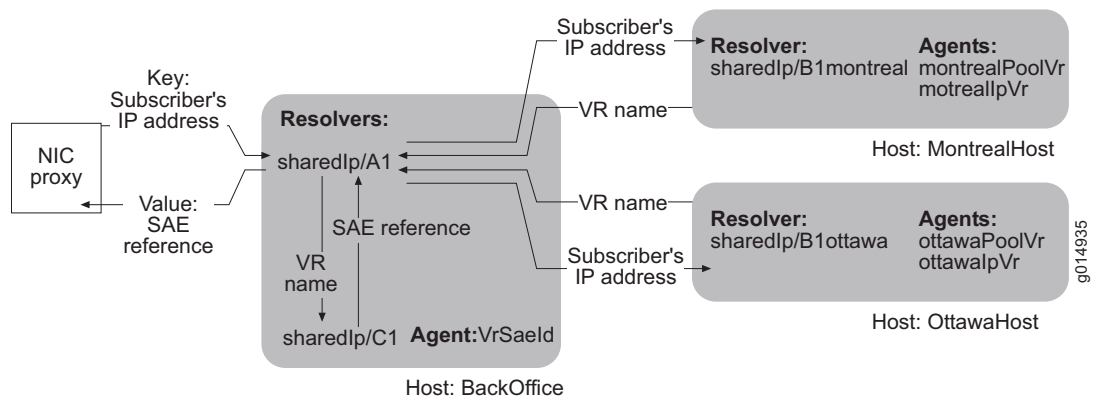 Key:
Subscriber's
IP address
NIC
proxy
Value:
SAE
reference
Resolvers:
sharedIp/A1
SAE reference
VR
name
sharedIp/C1 Agent:VrSaeId
Host: BackOffice
Subscriber's
IP address
VR name
Resolver: Agents:
sharedIp/B1montreal montrealPoolVr
motrealIpVr
Host: MontrealHost
VR name
Subscriber's
IP address
Resolver: Agents:
sharedIp/B1ottawa ottawaPoolVr
ottawaIpVr
Host: OttawaHost
g014935